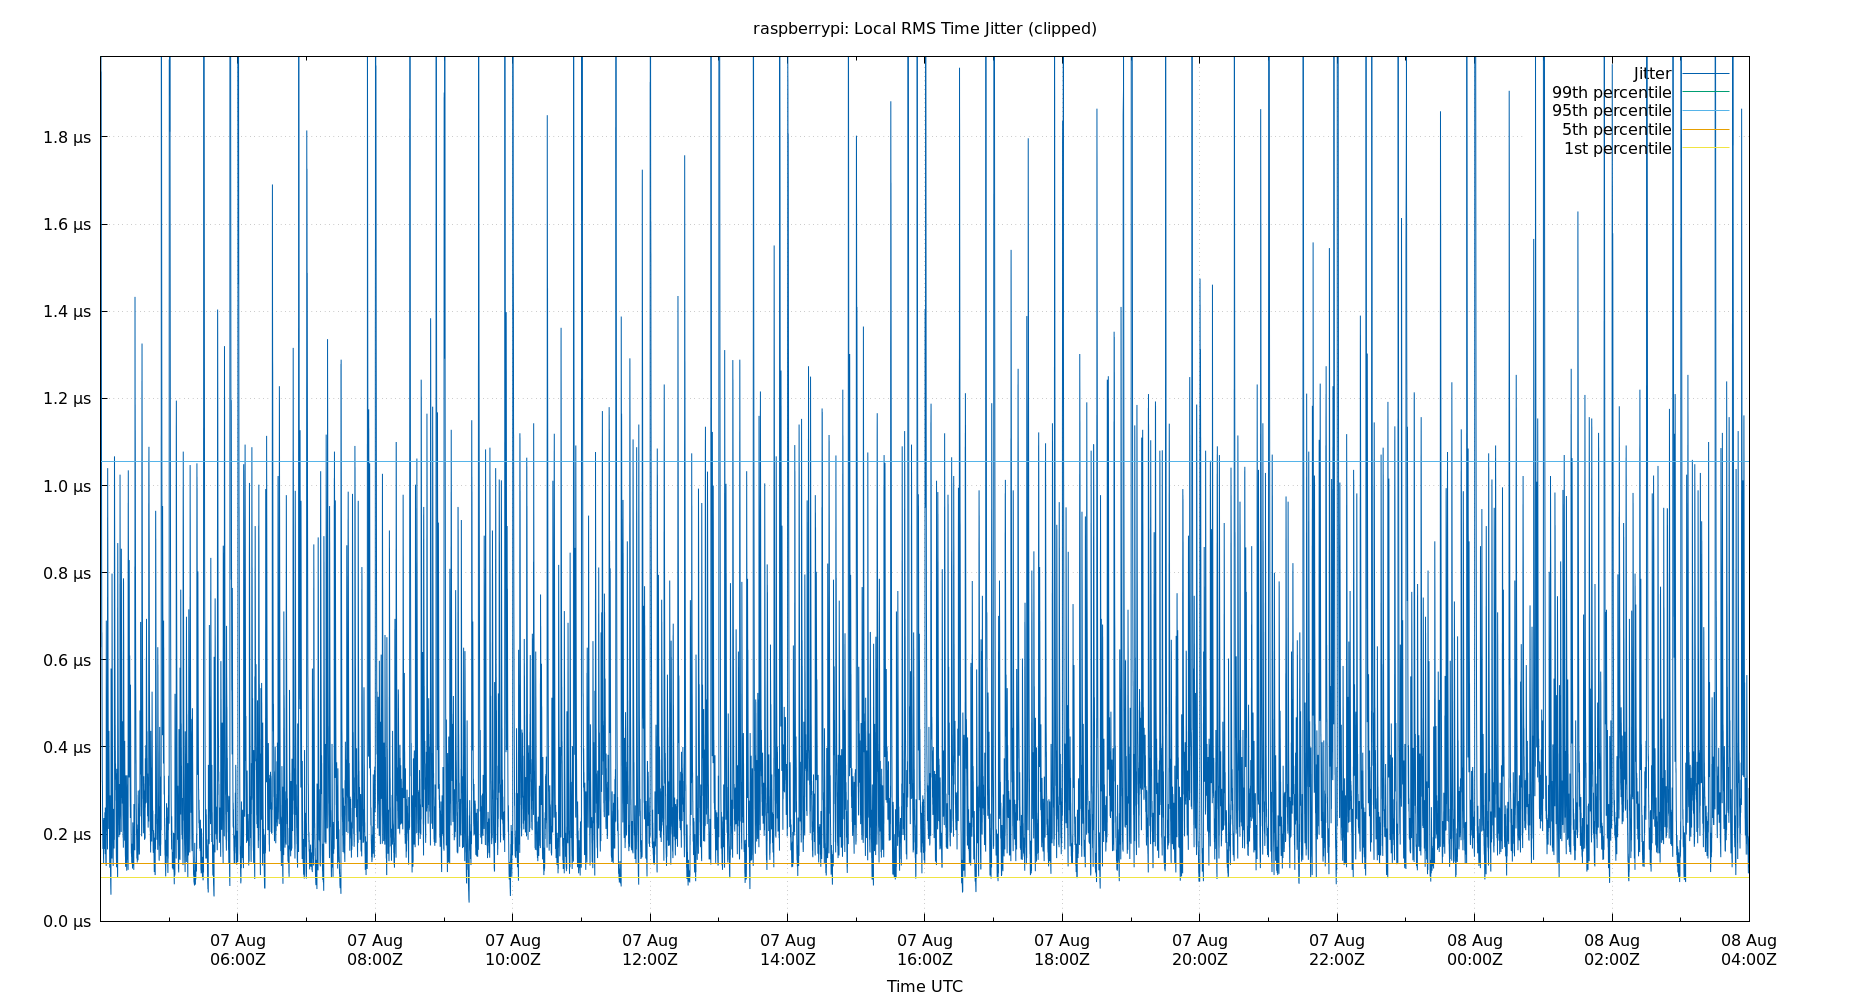 raspberrypi: Local RMS Time Jitter (clipped)
Jitter
99th percentile
95th percentile
5th percentile
1st percentile
1.8 μs
1.6 μs
1.4 μs
1.2 μs
1.0 μs
0.8 μs
0.6 μs
0.4 μs
0.2 μs
0.0 μs
07 Aug 07 Aug 07 Aug 07 Aug 07 Aug 07 Aug 07 Aug 07 Aug 07 Aug 08 Aug 08 Aug 08 Aug
06:00Z 08:00Z 10:00Z 12:00Z 14:00Z 16:00Z 18:00Z 20:00Z 22:00Z 00:00Z 02:00Z 04:00Z
Time UTC